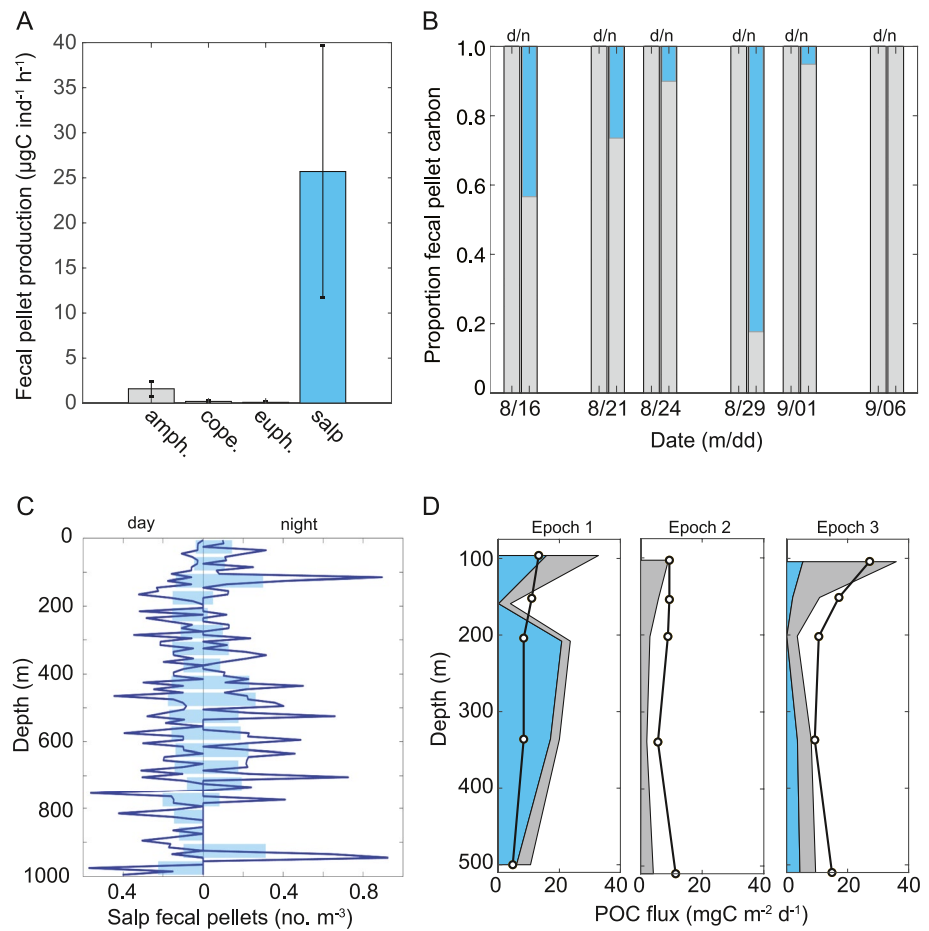 A
Fecal pellet production (µgC ind⁻¹ h⁻¹)
40
35
30
25
20
15
10
5
0
amph.
cope.
euph.
salp
B
d/n d/n d/n d/n d/n d/n
Proportion fecal pellet carbon
1.0
0.8
0.6
0.4
0.2
0
8/16 8/21 8/24 8/29 9/01 9/06
Date (m/dd)
C
day night
Depth (m)
0
200
400
600
800
1000
0.4 0 0.4 0.8
Salp fecal pellets (no. m⁻³)
D
Epoch 1 Epoch 2 Epoch 3
Depth (m)
100
200
300
400
500
0 20 40 0 20 40 0 20 40
POC flux (mgC m⁻² d⁻¹)